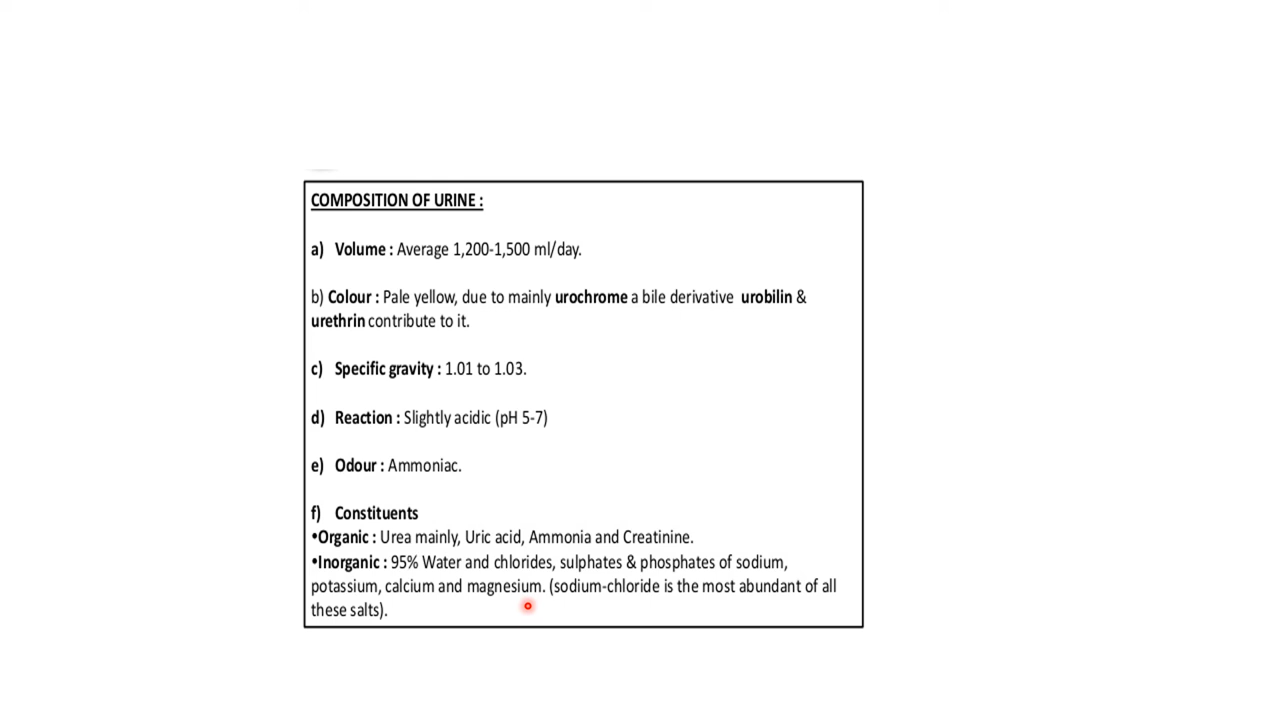 COMPOSITION OF URINE :
a) Volume : Average 1,200-1,500 ml/day.
b) Colour : Pale yellow, due to mainly urochrome a bile derivative urobilin &
urethrin contribute to it.
c) Specific gravity : 1.01 to 1.03.
d) Reaction : Slightly acidic (pH 5-7)
e) Odour : Ammoniac.
f) Constituents
•Organic : Urea mainly, Uric acid, Ammonia and Creatinine.
•Inorganic : 95% Water and chlorides, sulphates & phosphates of sodium,
potassium, calcium and magnesium. (sodium-chloride is the most abundant of all
these salts).